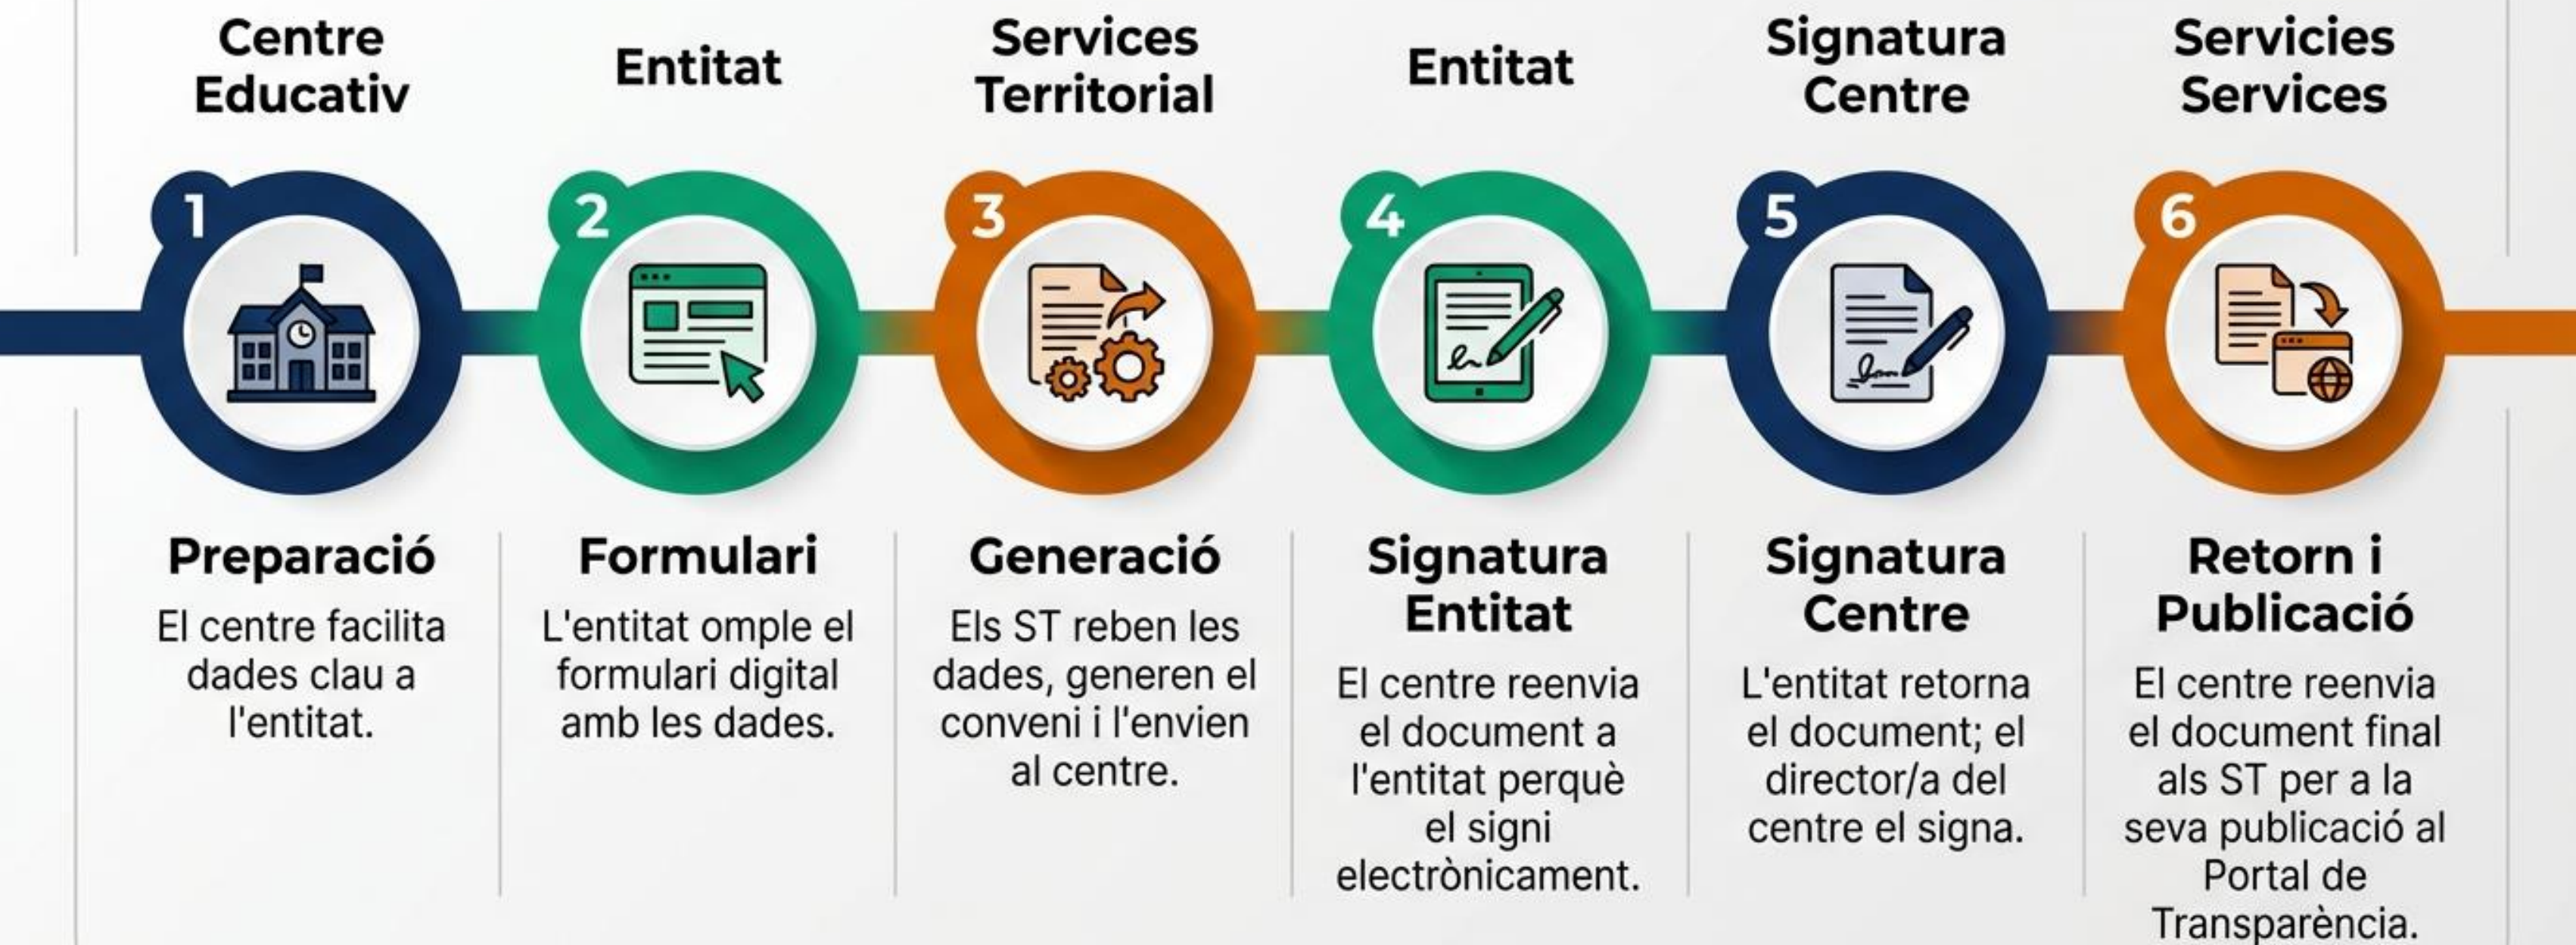 Centre
Educativ
Entitat
Services
Territorial
Entitat
Signatura
Centre
Servicies
Services
1
2
3
4
5
6
Preparació
El centre facilita
dades clau a
l'entitat.
Formulari
L'entitat omple el
formulari digital
amb les dades.
Generació
Els ST reben les
dades, generen el
conveni i l'envien
al centre.
Signatura
Entitat
El centre reenvia
el document a
l'entitat perquè
el signi
electrònicament.
Signatura
Centre
L'entitat retorna
el document; el
director/a del
centre el signa.
Retorn i
Publicació
El centre reenvia
el document final
als ST per a la
seva publicació al
Portal de
Transparència.